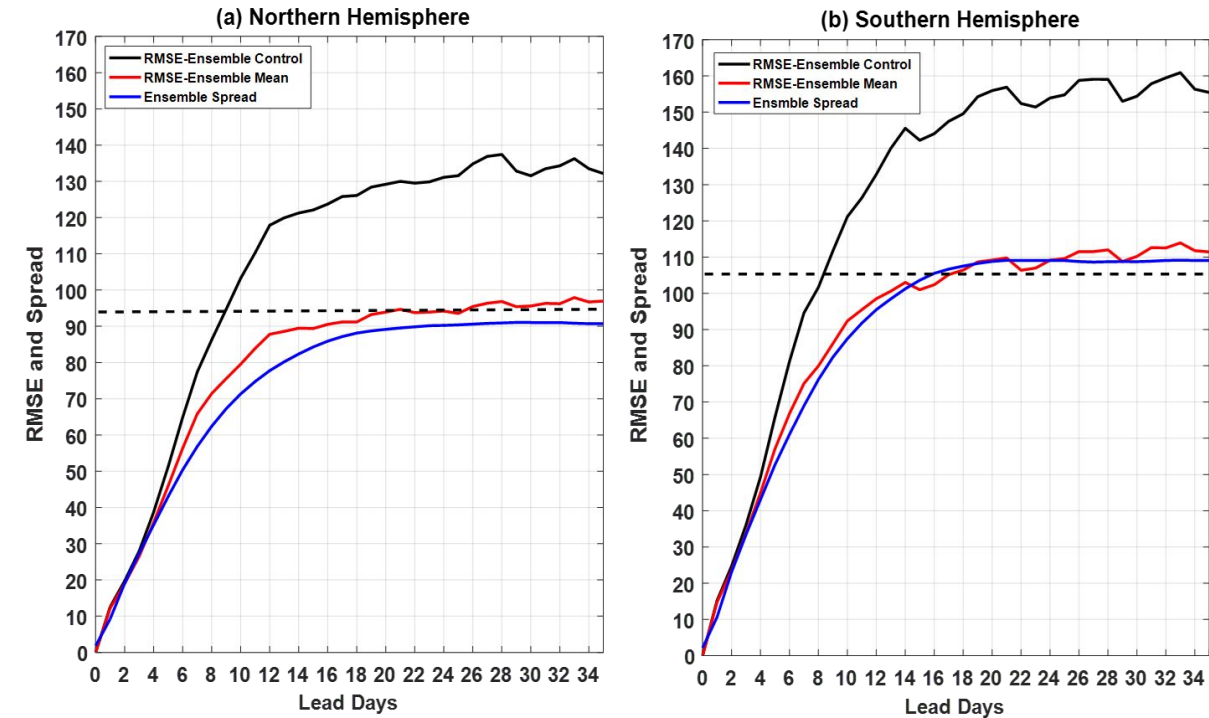 (a) Northern Hemisphere
RMSE and Spread
170
160
150
140
130
120
110
100
90
80
70
60
50
40
30
20
10
0
RMSE-Ensemble Control
RMSE-Ensemble Mean
Ensemble Spread
0 2 4 6 8 10 12 14 16 18 20 22 24 26 28 30 32 34
Lead Days
(b) Southern Hemisphere
RMSE and Spread
170
160
150
140
130
120
110
100
90
80
70
60
50
40
30
20
10
0
RMSE-Ensemble Control
RMSE-Ensemble Mean
Ensmble Spread
0 2 4 6 8 10 12 14 16 18 20 22 24 26 28 30 32 34
Lead Days